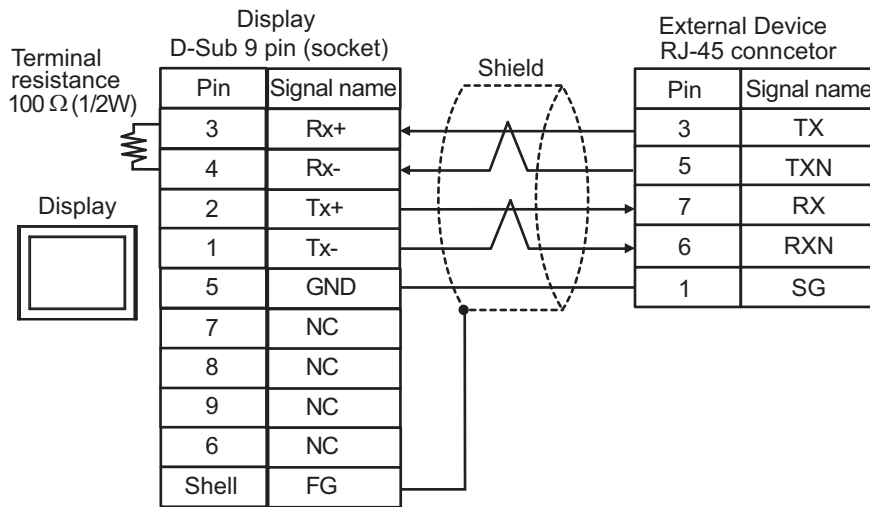 Display
D-Sub 9 pin (socket)
External Device
RJ-45 conncetor
Terminal
resistance
100 Ω (1/2W)
Shield
Pin Signal name
3 Rx+
4 Rx-
2 Tx+
1 Tx-
5 GND
7 NC
8 NC
9 NC
6 NC
Shell FG
Display
Pin Signal name
3 TX
5 TXN
7 RX
6 RXN
1 SG